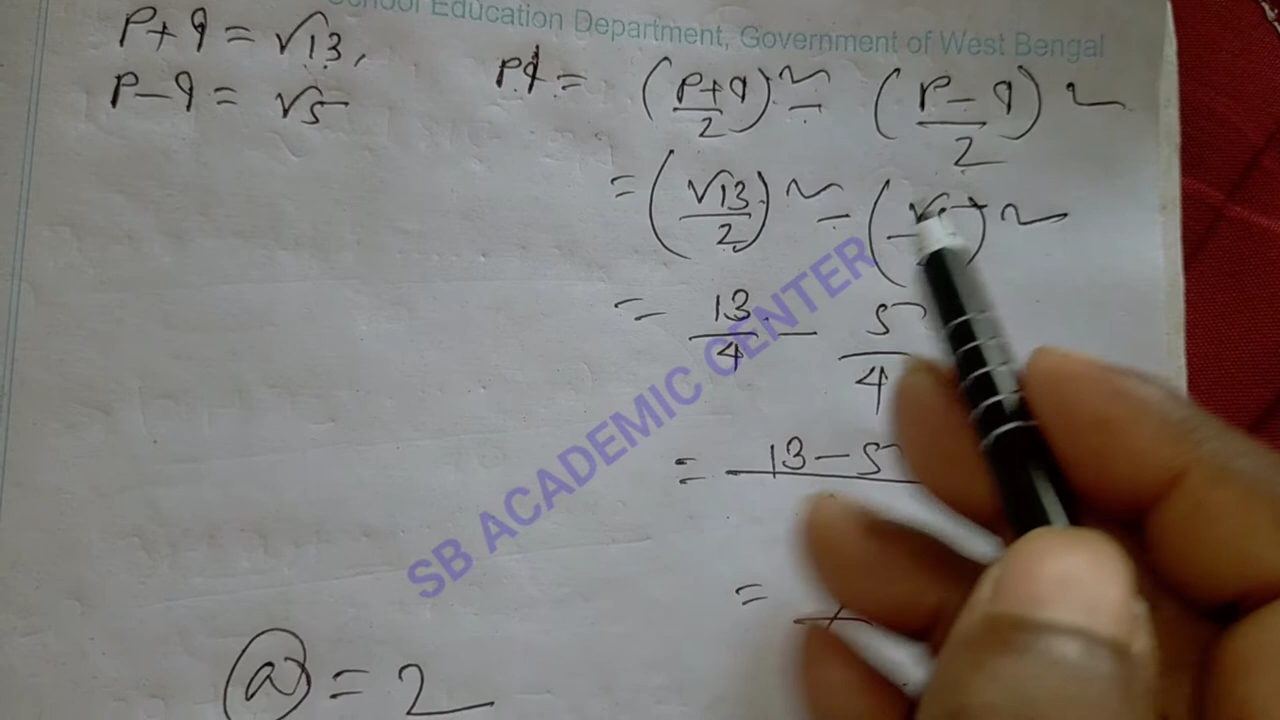 School Education Department, Government of West Bengal
P+q = √13,
P-q = √5
pq = (p+q/2)² - (p-q/2)²
= (√13/2)² - (√
= 13/4 - 5/4
= 13-5
=
(a) = 2
SB ACADEMIC CENTER